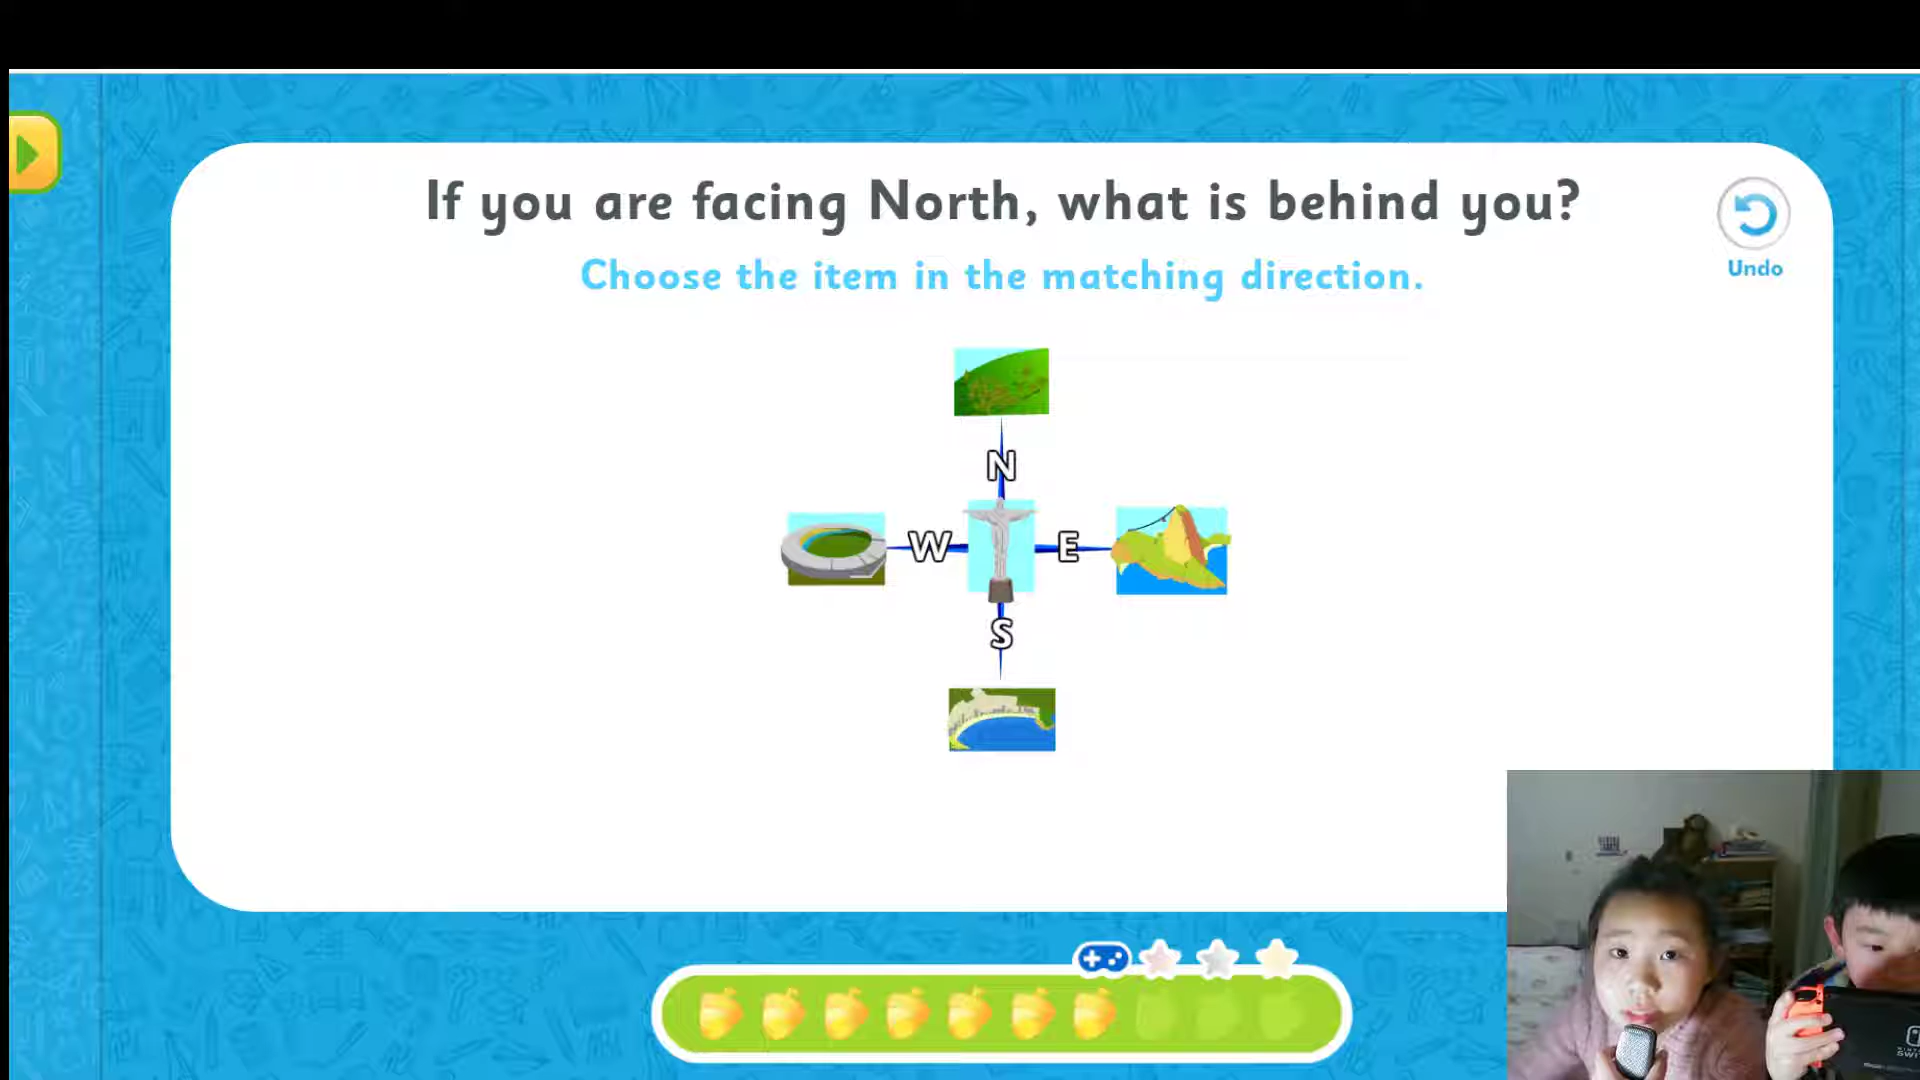 If you are facing North, what is behind you?
Choose the item in the matching direction.
Undo
N
W
E
S